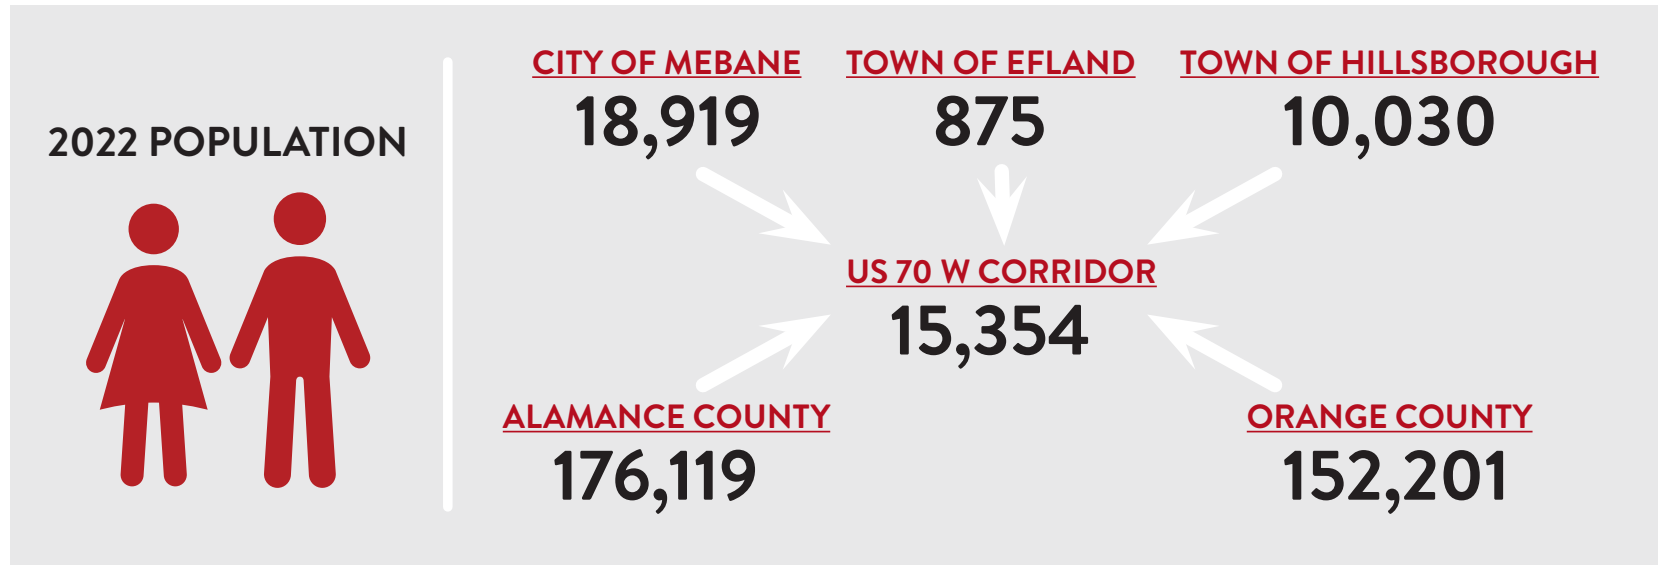 2022 POPULATION
CITY OF MEBANE
18,919
TOWN OF EFLAND
875
TOWN OF HILLSBOROUGH
10,030
US 70 W CORRIDOR
15,354
ALAMANCE COUNTY
176,119
ORANGE COUNTY
152,201